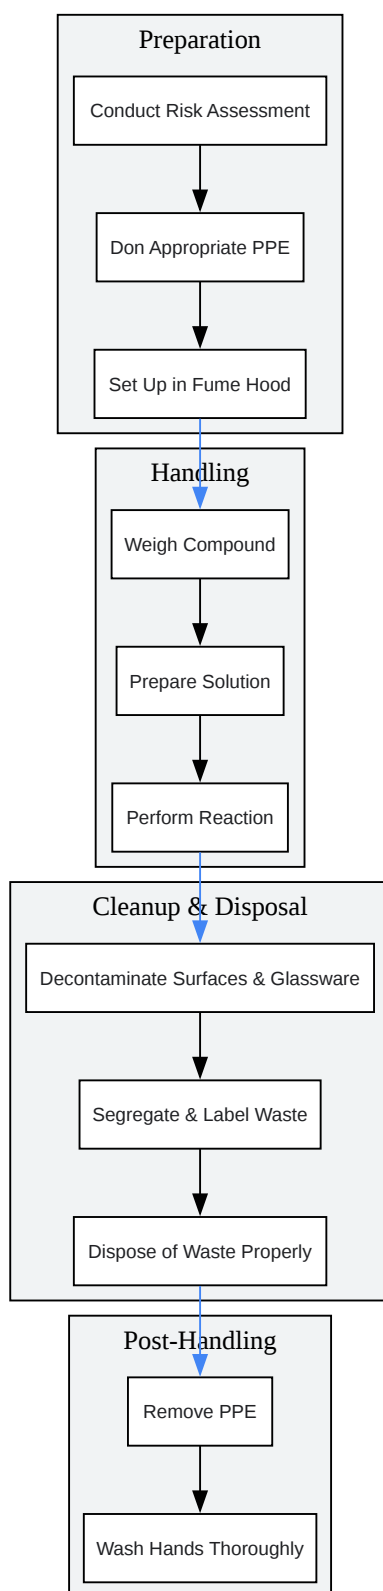 Preparation
Conduct Risk Assessment
Don Appropriate PPE
Set Up in Fume Hood
Handling
Weigh Compound
Prepare Solution
Perform Reaction
Cleanup & Disposal
Decontaminate Surfaces & Glassware
Segregate & Label Waste
Dispose of Waste Properly
Post-Handling
Remove PPE
Wash Hands Thoroughly